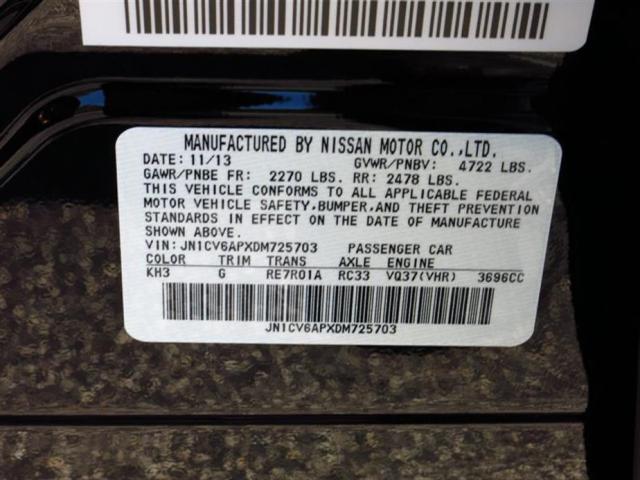 MANUFACTURED BY NISSAN MOTOR CO.,LTD.
DATE: 11/13 GVWR/PNBV: 4722 LBS.
GAWR/PNBE FR: 2270 LBS. RR: 2478 LBS.
THIS VEHICLE CONFORMS TO ALL APPLICABLE FEDERAL
MOTOR VEHICLE SAFETY,BUMPER,AND THEFT PREVENTION
STANDARDS IN EFFECT ON THE DATE OF MANUFACTURE
SHOWN ABOVE.
VIN: JN1CV6APXDM725703 PASSENGER CAR
COLOR TRIM TRANS AXLE ENGINE
KH3 G RE7R01A RC33 VQ37(VHR) 3696CC
JN1CV6APXDM725703